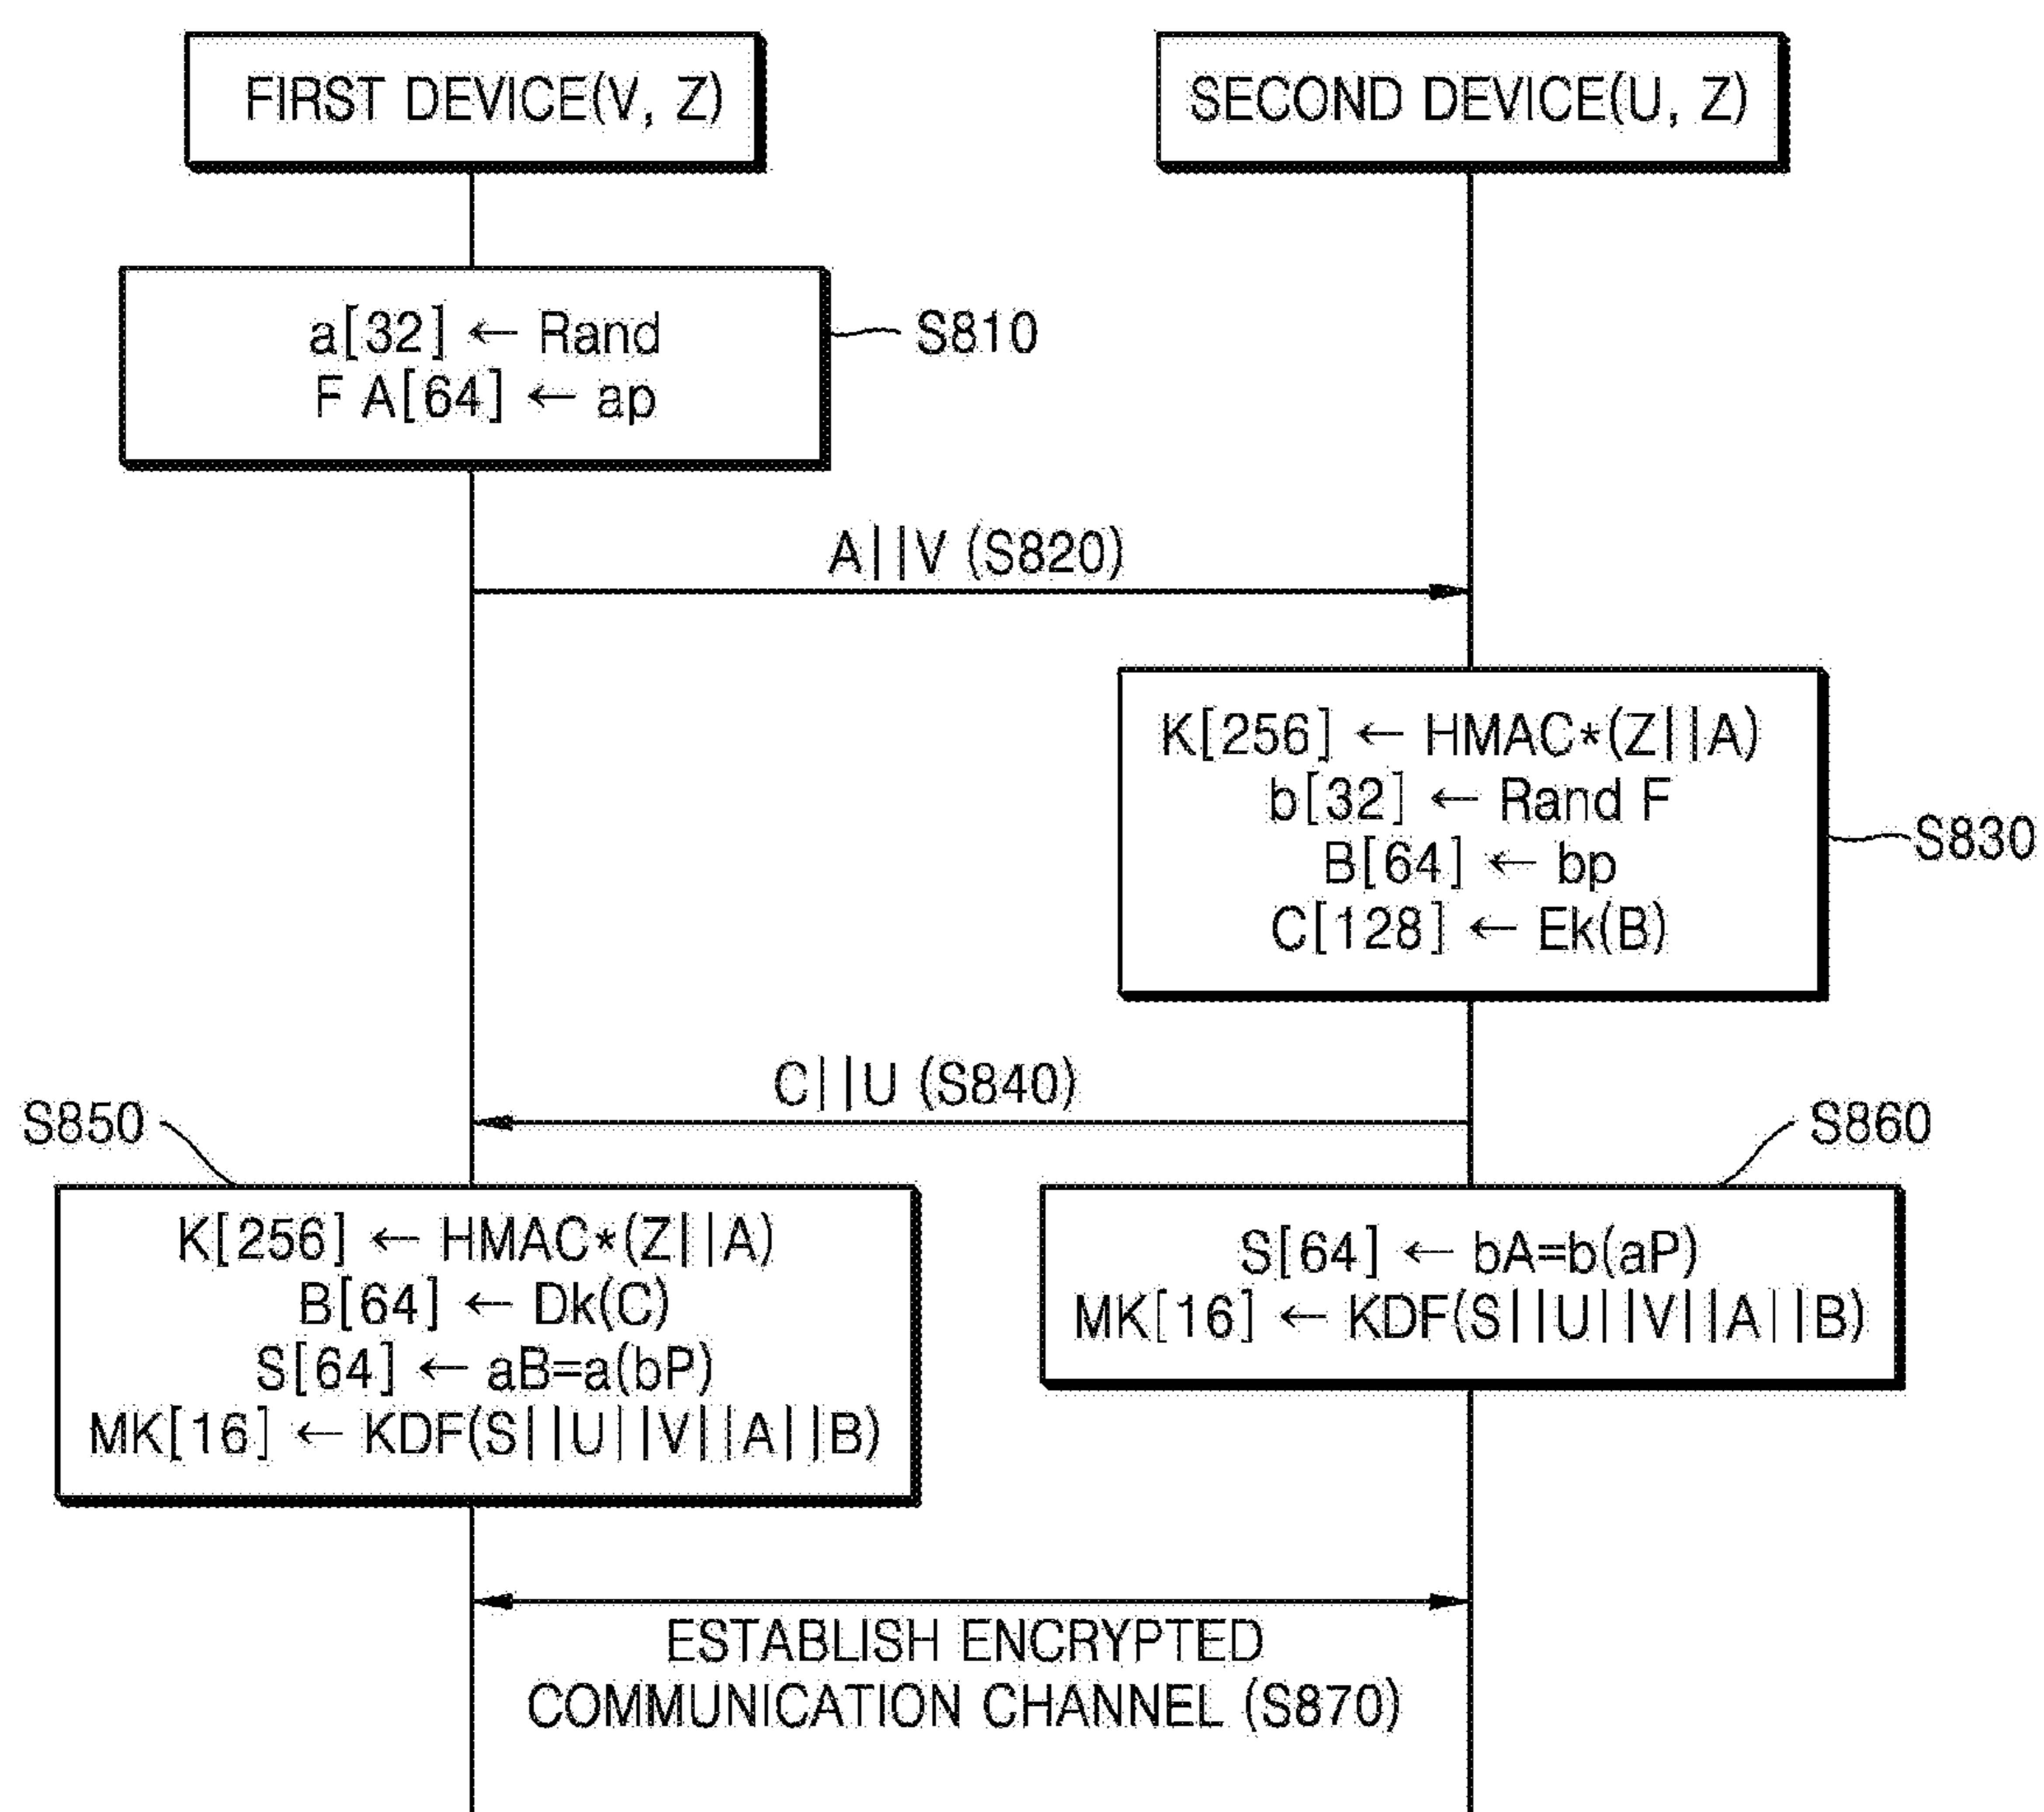 FIRST DEVICE(V, Z)
SECOND DEVICE(U, Z)
a[32] ← Rand
F A[64] ← ap
S810
A||V (S820)
K[256] ← HMAC*(Z||A)
b[32] ← Rand F
B[64] ← bp
C[128] ← Ek(B)
S830
C||U (S840)
S850
S860
K[256] ← HMAC*(Z||A)
B[64] ← Dk(C)
S[64] ← aB=a(bP)
MK[16] ← KDF(S||U||V||A||B)
S[64] ← bA=b(aP)
MK[16] ← KDF(S||U||V||A||B)
ESTABLISH ENCRYPTED
COMMUNICATION CHANNEL (S870)